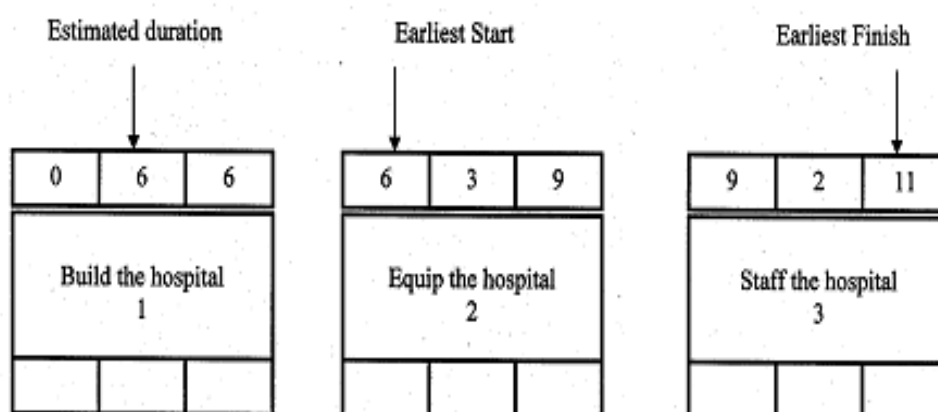 Estimated duration
Earliest Start
Earliest Finish
0 6 6
6 3 9
9 2 11
Build the hospital
1
Equip the hospital
2
Staff the hospital
3